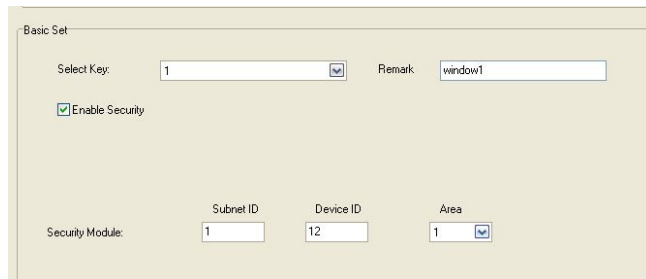 Basic Set
Select Key: 1 Remark window1
Enable Security
Subnet ID Device ID Area
Security Module: 1 12 1